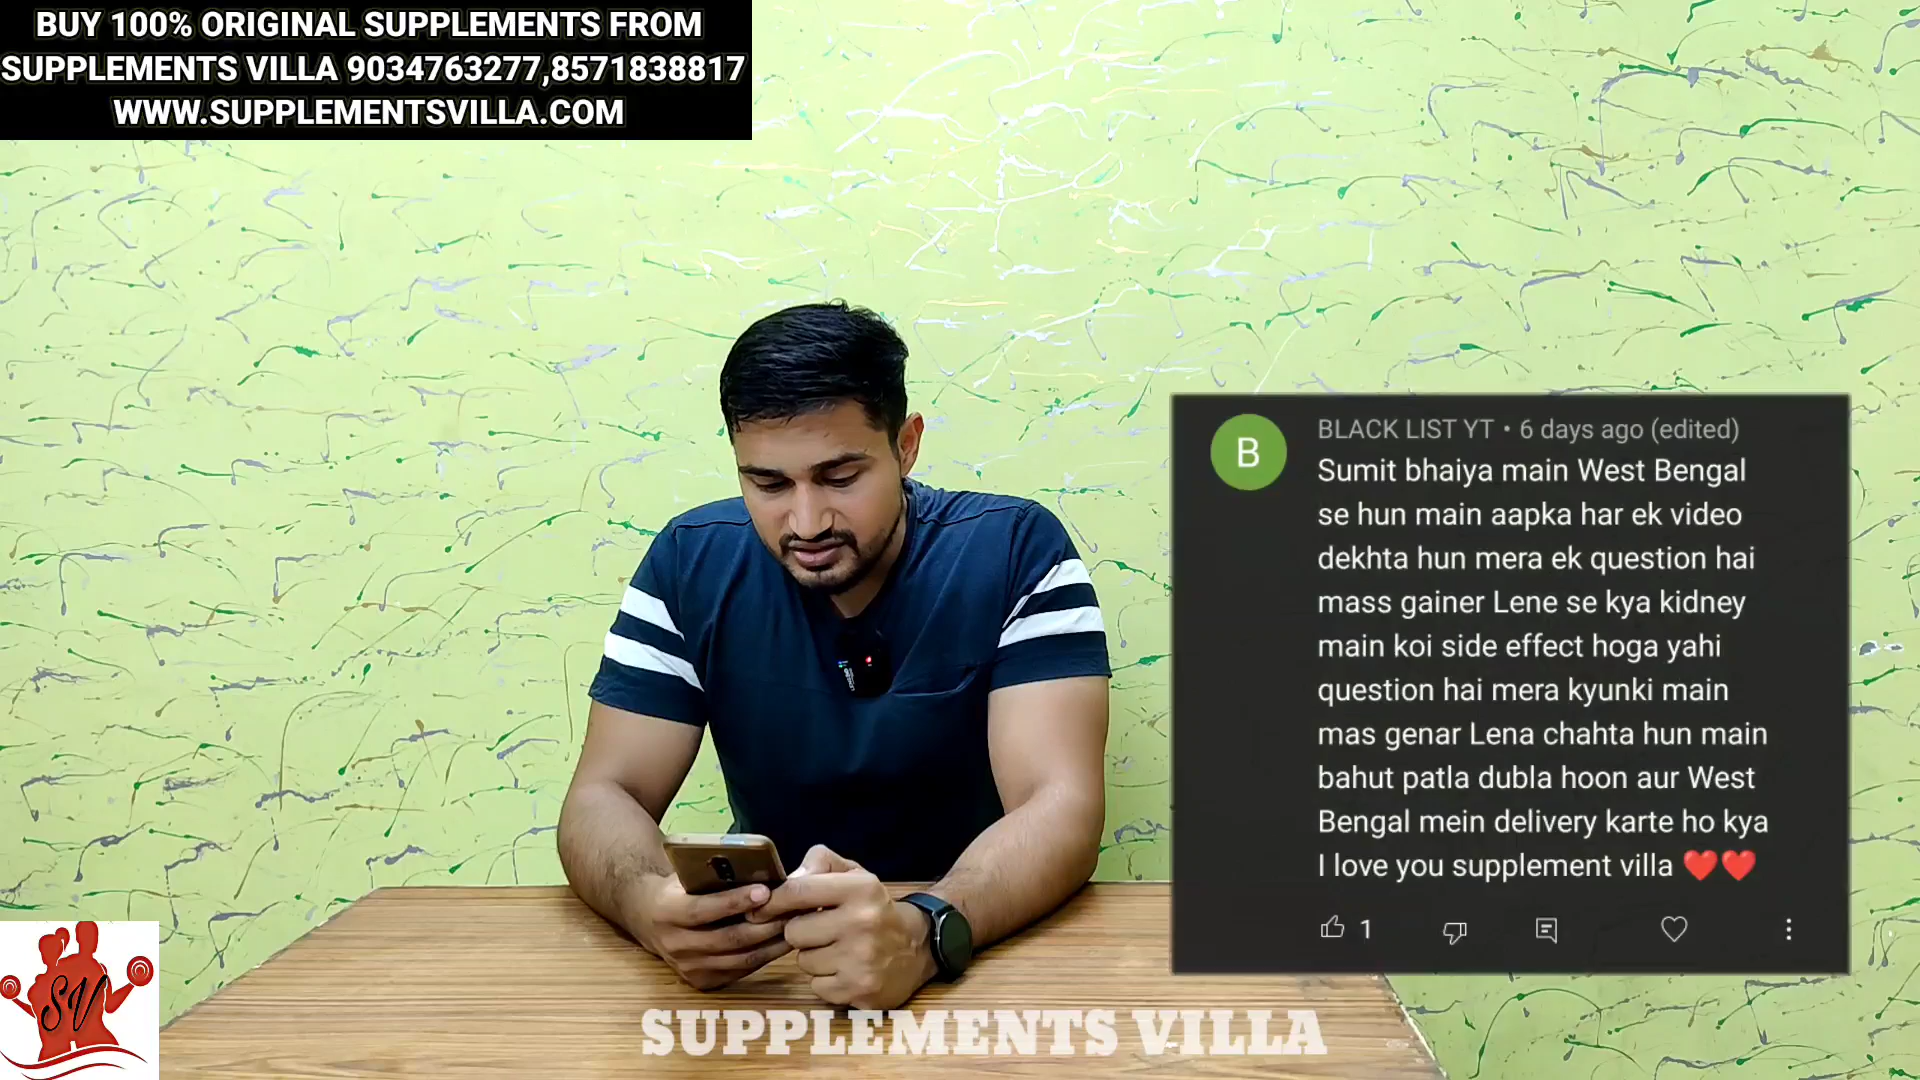 BUY 100% ORIGINAL SUPPLEMENTS FROM
SUPPLEMENTS VILLA 9034763277,8571838817
WWW.SUPPLEMENTSVILLA.COM
B
BLACK LIST YT • 6 days ago (edited)
Sumit bhaiya main West Bengal
se hun main aapka har ek video
dekhta hun mera ek question hai
mass gainer Lene se kya kidney
main koi side effect hoga yahi
question hai mera kyunki main
mas genar Lena chahta hun main
bahut patla dubla hoon aur West
Bengal mein delivery karte ho kya
I love you supplement villa ❤️❤️
1
SV
SUPPLEMENTS VILLA